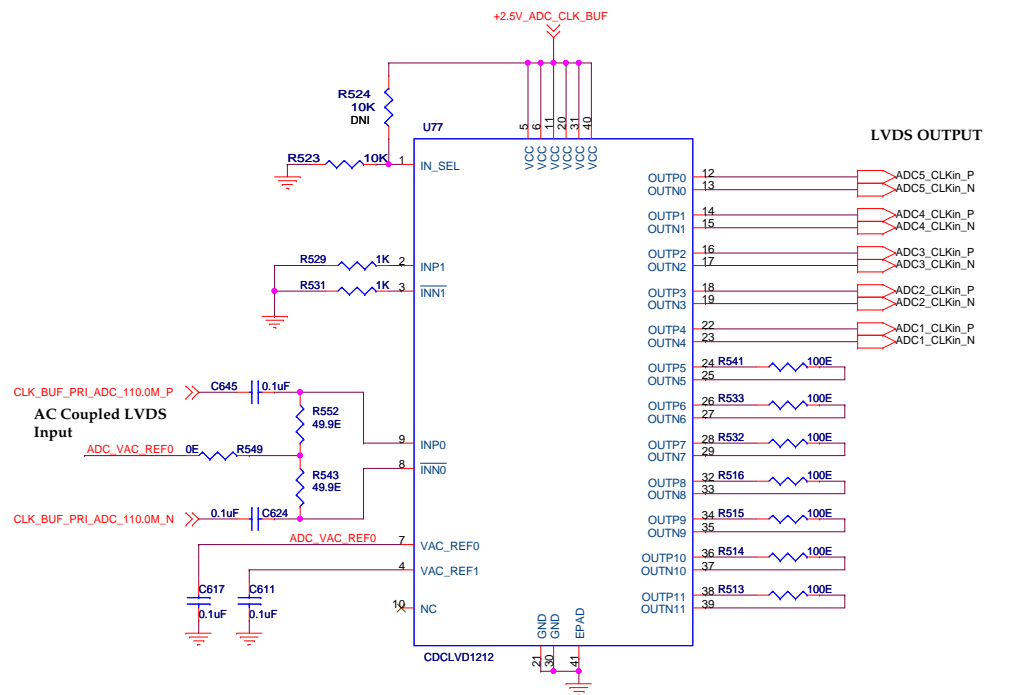 +2.5V_ADC_CLK_BUF
R524
10K
DNI
U77
5 6 11 20 31 40
VCC VCC VCC VCC VCC VCC
LVDS OUTPUT
R523 10K 1 IN_SEL
OUTP0 12 ADC5_CLKin_P
OUTN0 13 ADC5_CLKin_N
OUTP1 14 ADC4_CLKin_P
OUTN1 15 ADC4_CLKin_N
R529 1K 2 INP1
OUTP2 16 ADC3_CLKin_P
OUTN2 17 ADC3_CLKin_N
R531 1K 3 INN1
OUTP3 18 ADC2_CLKin_P
OUTN3 19 ADC2_CLKin_N
OUTP4 22 ADC1_CLKin_P
OUTN4 23 ADC1_CLKin_N
OUTP5 24 R541 100E
OUTN5 25
CLK_BUF_PRI_ADC_110.0M_P C645 0.1uF
OUTP6 26 R533 100E
OUTN6 27
AC Coupled LVDS
Input
R552
49.9E
9 INP0
OUTP7 28 R532 100E
OUTN7 29
ADC_VAC_REF0 0E R549
8 INN0
R543
49.9E
OUTP8 32 R516 100E
OUTN8 33
CLK_BUF_PRI_ADC_110.0M_N 0.1uF C624
OUTP9 34 R515 100E
OUTN9 35
ADC_VAC_REF0 7 VAC_REF0
OUTP10 36 R514 100E
OUTN10 37
4 VAC_REF1
C617 0.1uF
C611 0.1uF
OUTP11 38 R513 100E
OUTN11 39
10 NC
GND GND EPAD
21 30 41
CDCLVD1212